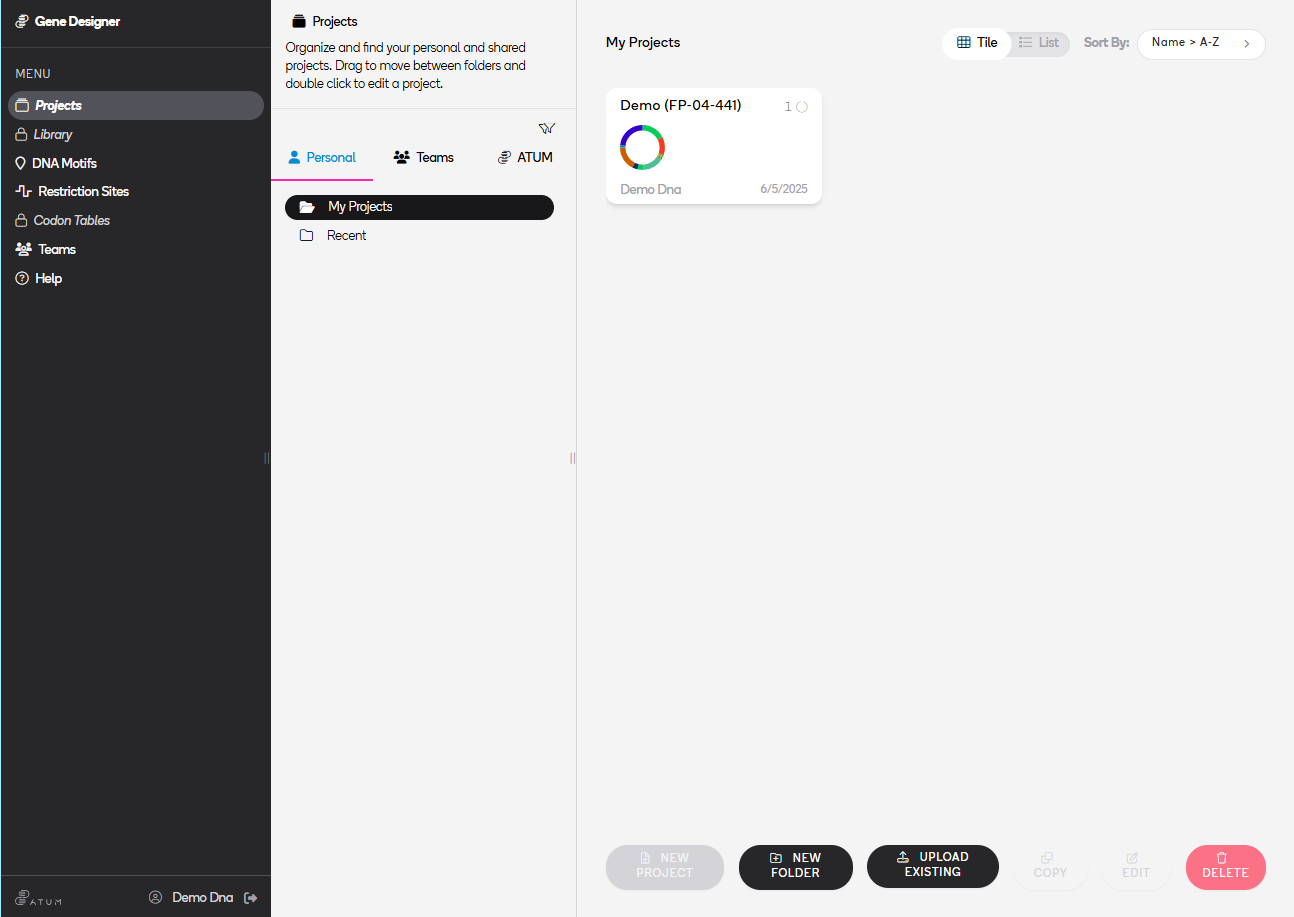 Gene Designer
MENU
Projects
Library
DNA Motifs
Restriction Sites
Codon Tables
Teams
Help
ATUM
Demo Dna
Projects
Organize and find your personal and shared
projects. Drag to move between folders and
double click to edit a project.
Personal
Teams
ATUM
My Projects
Recent
My Projects
Tile
List
Sort By:
Name > A-Z
Demo (FP-04-441)
1
Demo Dna
6/5/2025
NEW
PROJECT
NEW
FOLDER
UPLOAD
EXISTING
COPY
EDIT
DELETE